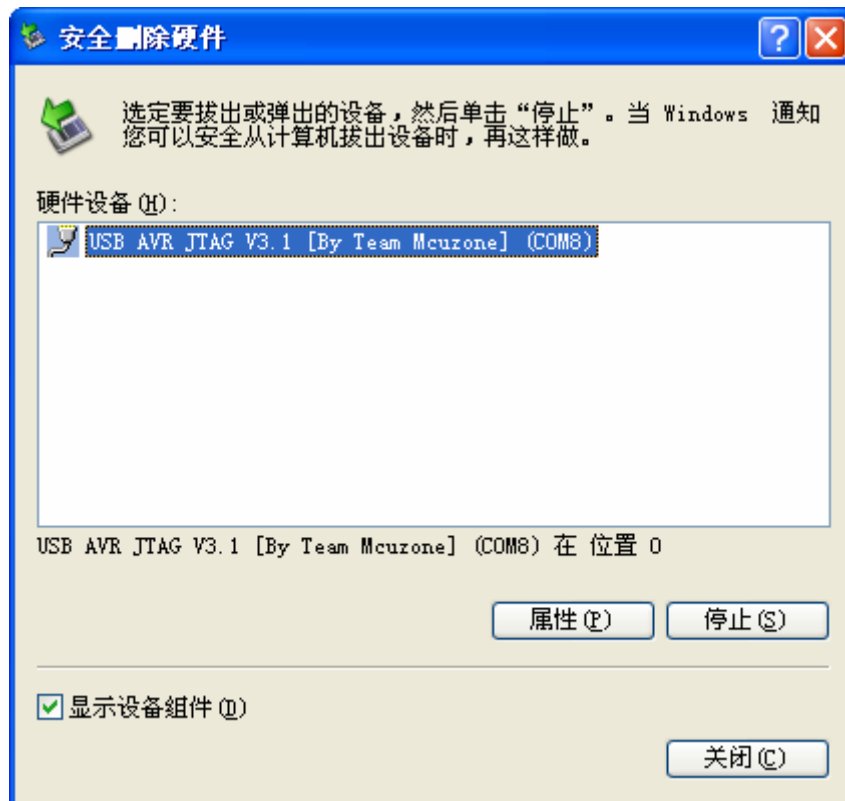 安全删除硬件
选定要拔出或弹出的设备，然后单击“停止”。当 Windows 通知
您可以安全从计算机拔出设备时，再这样做。
硬件设备(H):
USB AVR JTAG V3.1 [By Team Mcuzone] (COM8)
USB AVR JTAG V3.1 [By Team Mcuzone] (COM8) 在 位置 0
属性(P) 停止(S)
显示设备组件(D)
关闭(C)